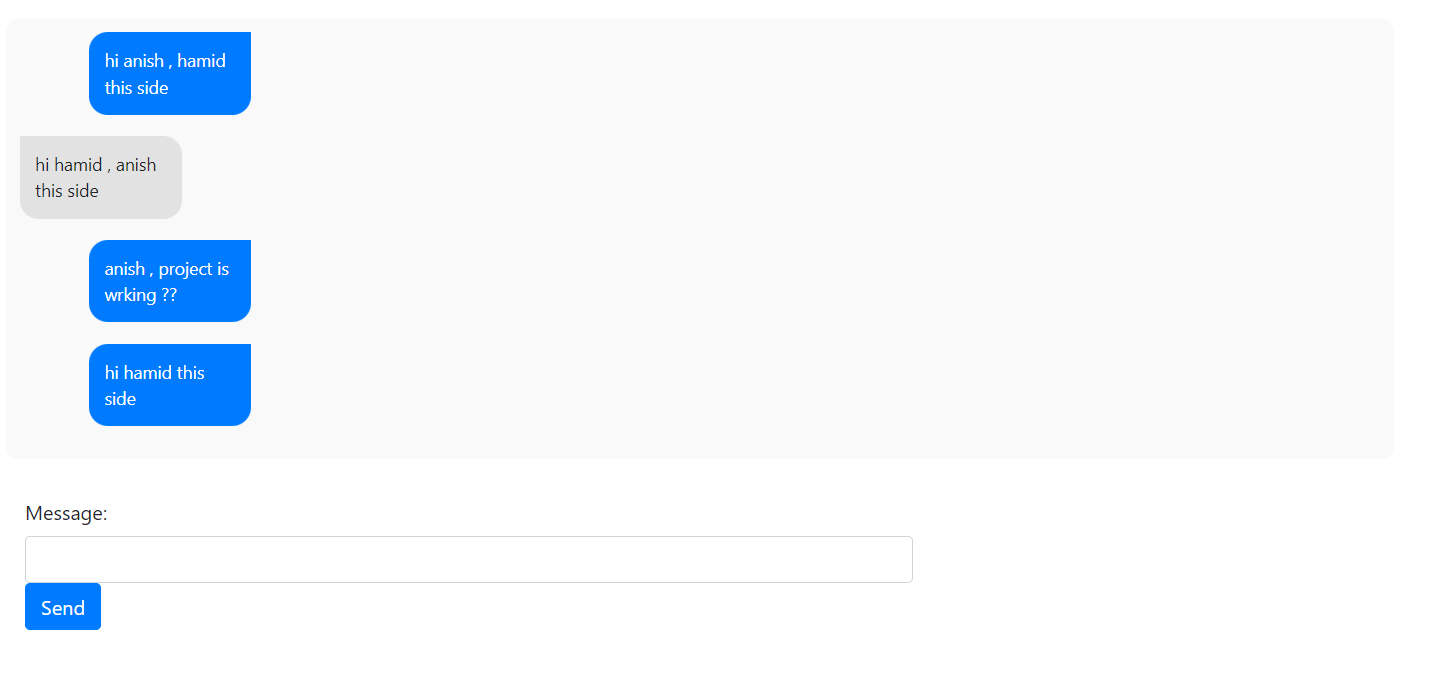 hi anish , hamid
this side
hi hamid , anish
this side
anish , project is
wrking ??
hi hamid this
side
Message:
Send